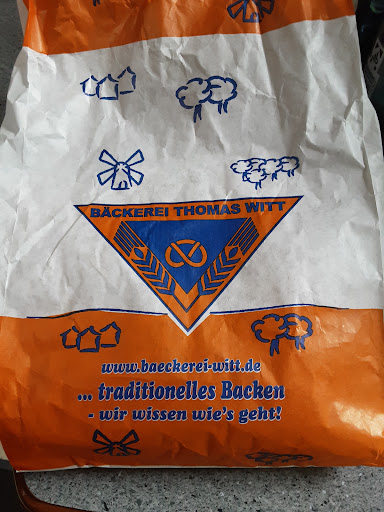 BÄCKEREI THOMAS WITT
www.baeckerei-witt.de
... traditionelles Backen
- wir wissen wie's geht!